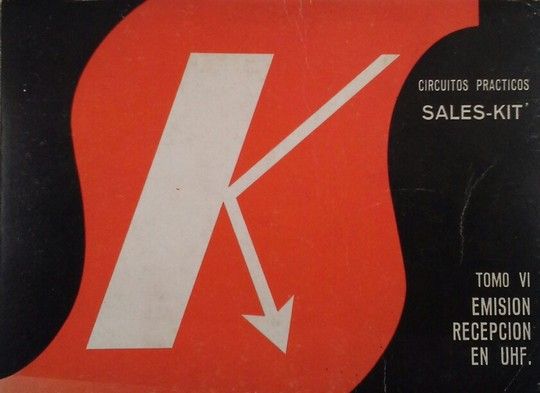 K
CIRCUITOS PRACTICOS
SALES-KIT
TOMO VI
EMISION
RECEPCION
EN UHF.